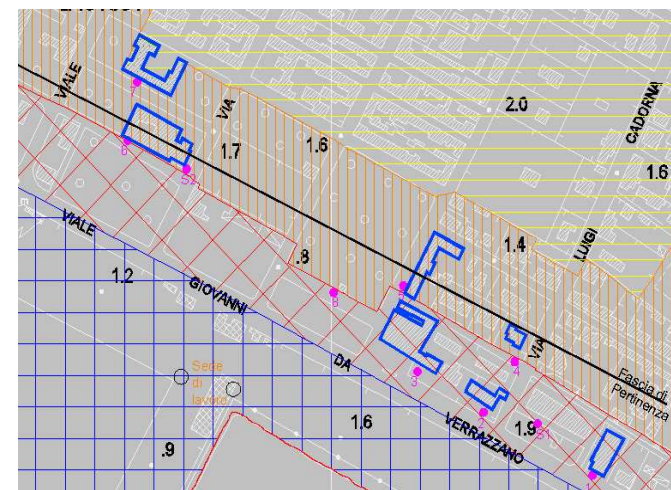 2.0
CADORNA
VIALE
7
VIA
1.6
1.7
6
S2
1.6
1.4
LUIGI
VIALE
.8
1.2
GIOVANNI
8
DA
VIA
4
Fascia di
Pertinenza
Sede
di
lavoro
3
2
1.6
VERRAZZANO
1.9
S1
.9
1